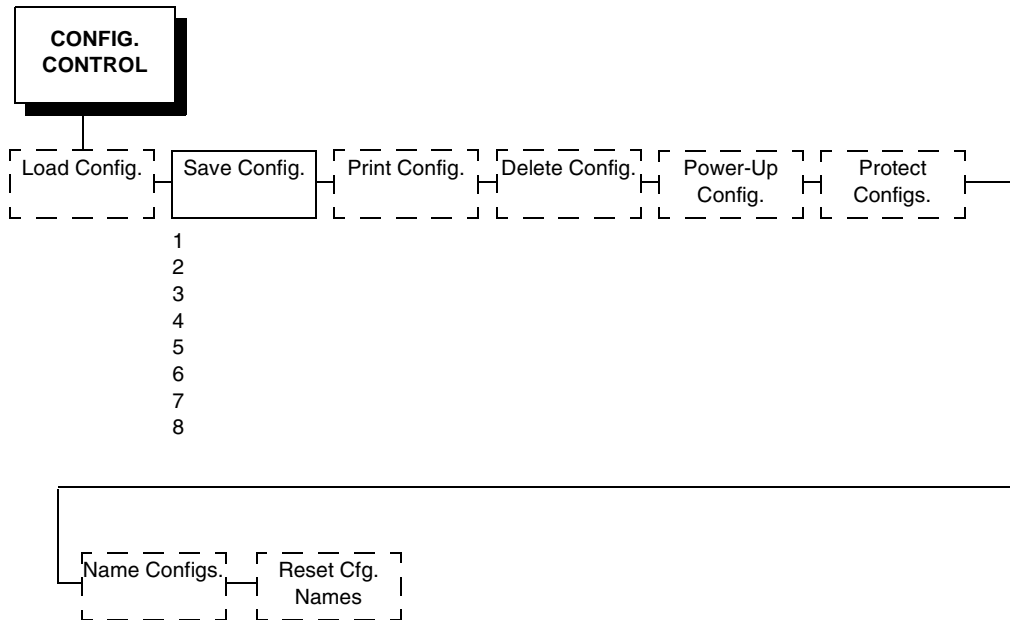 CONFIG.
CONTROL
Load Config.
Save Config.
Print Config.
Delete Config.
Power-Up
Config.
Protect
Configs.
1
2
3
4
5
6
7
8
Name Configs.
Reset Cfg.
Names